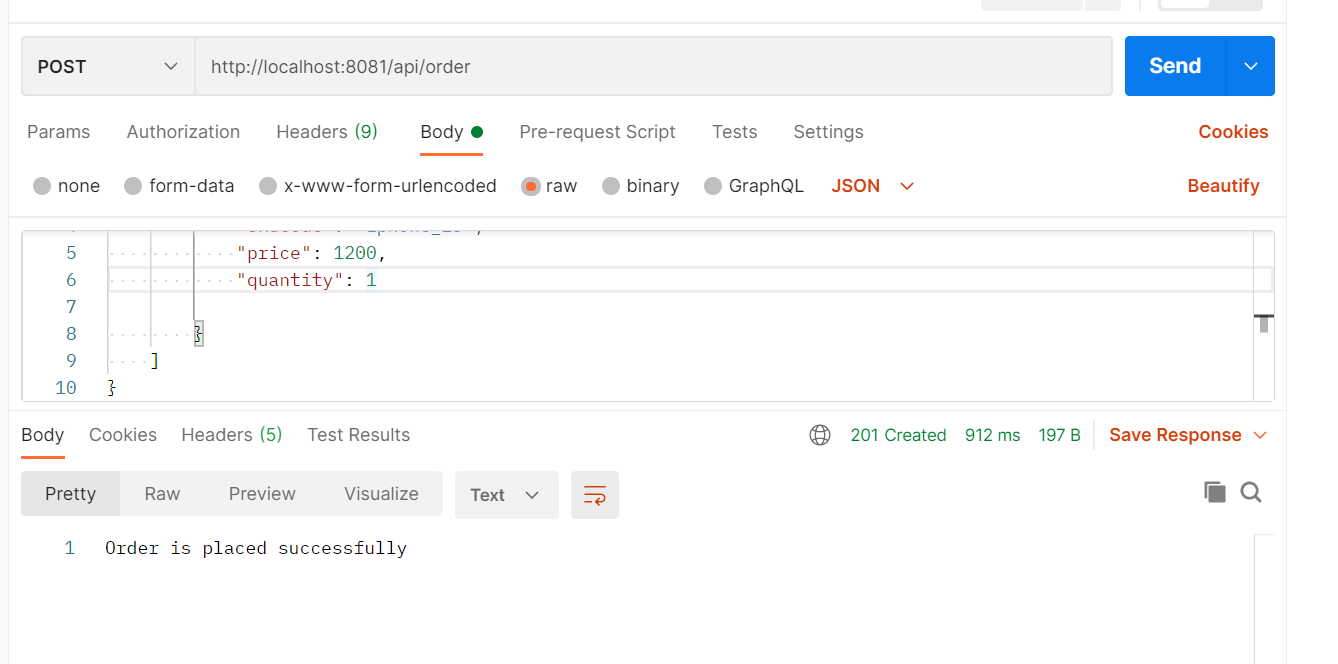 POST
http://localhost:8081/api/order
Send
Params Authorization Headers (9) Body Pre-request Script Tests Settings Cookies
none form-data x-www-form-urlencoded raw binary GraphQL JSON Beautify
5 "price": 1200,
6 "quantity": 1
7
8 }
9 ]
10 }
Body Cookies Headers (5) Test Results 201 Created 912 ms 197 B Save Response
Pretty Raw Preview Visualize Text
1 Order is placed successfully